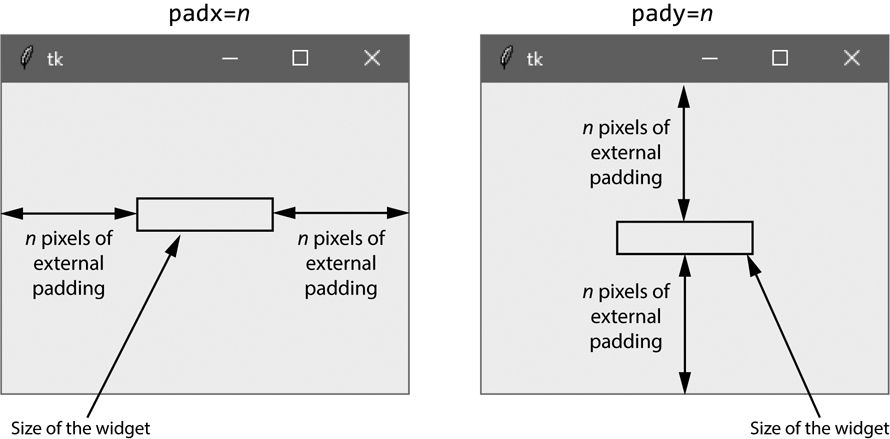 padx=n
pady=n
tk
tk
n pixels of
external
padding
n pixels of
external
padding
n pixels of
external
padding
n pixels of
external
padding
Size of the widget
Size of the widget